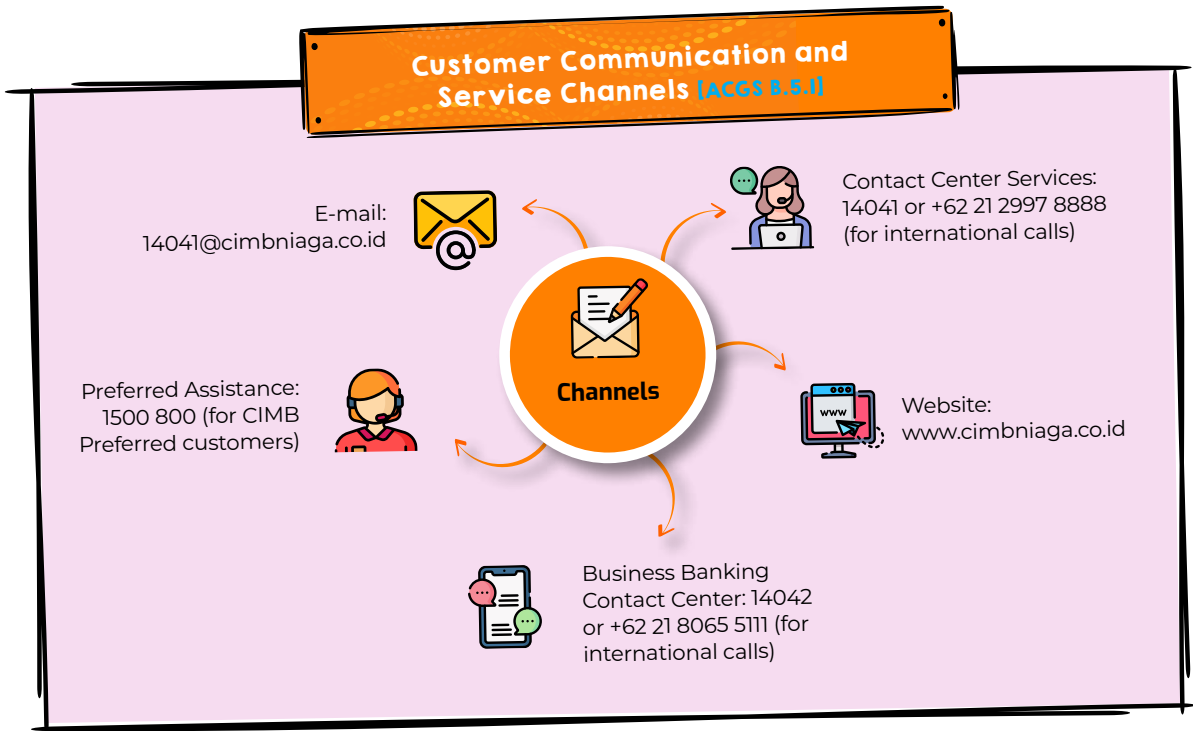 Customer Communication and
Service Channels [ACGS B.5.1]
E-mail:
14041@cimbniaga.co.id
Contact Center Services:
14041 or +62 21 2997 8888
(for international calls)
Channels
Preferred Assistance:
1500 800 (for CIMB
Preferred customers)
www
Website:
www.cimbniaga.co.id
Business Banking
Contact Center: 14042
or +62 21 8065 5111 (for
international calls)